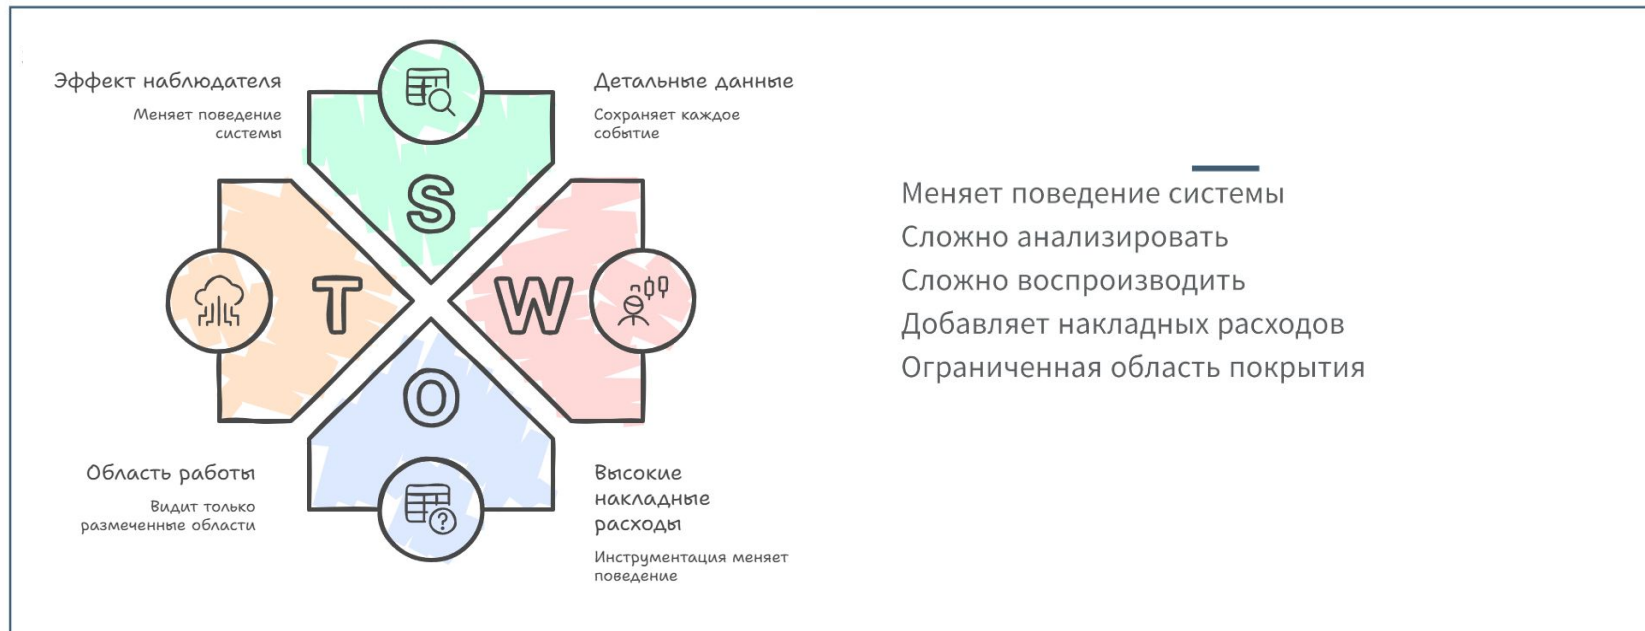 Эффект наблюдателя
Меняет поведение
системы
Детальные данные
Сохраняет каждое
событие
S
T
W
O
?
Область работы
Видит только
размеченные области
Высокие
накладные
расходы
Инструментация меняет
поведение
Меняет поведение системы
Сложно анализировать
Сложно воспроизводить
Добавляет накладных расходов
Ограниченная область покрытия